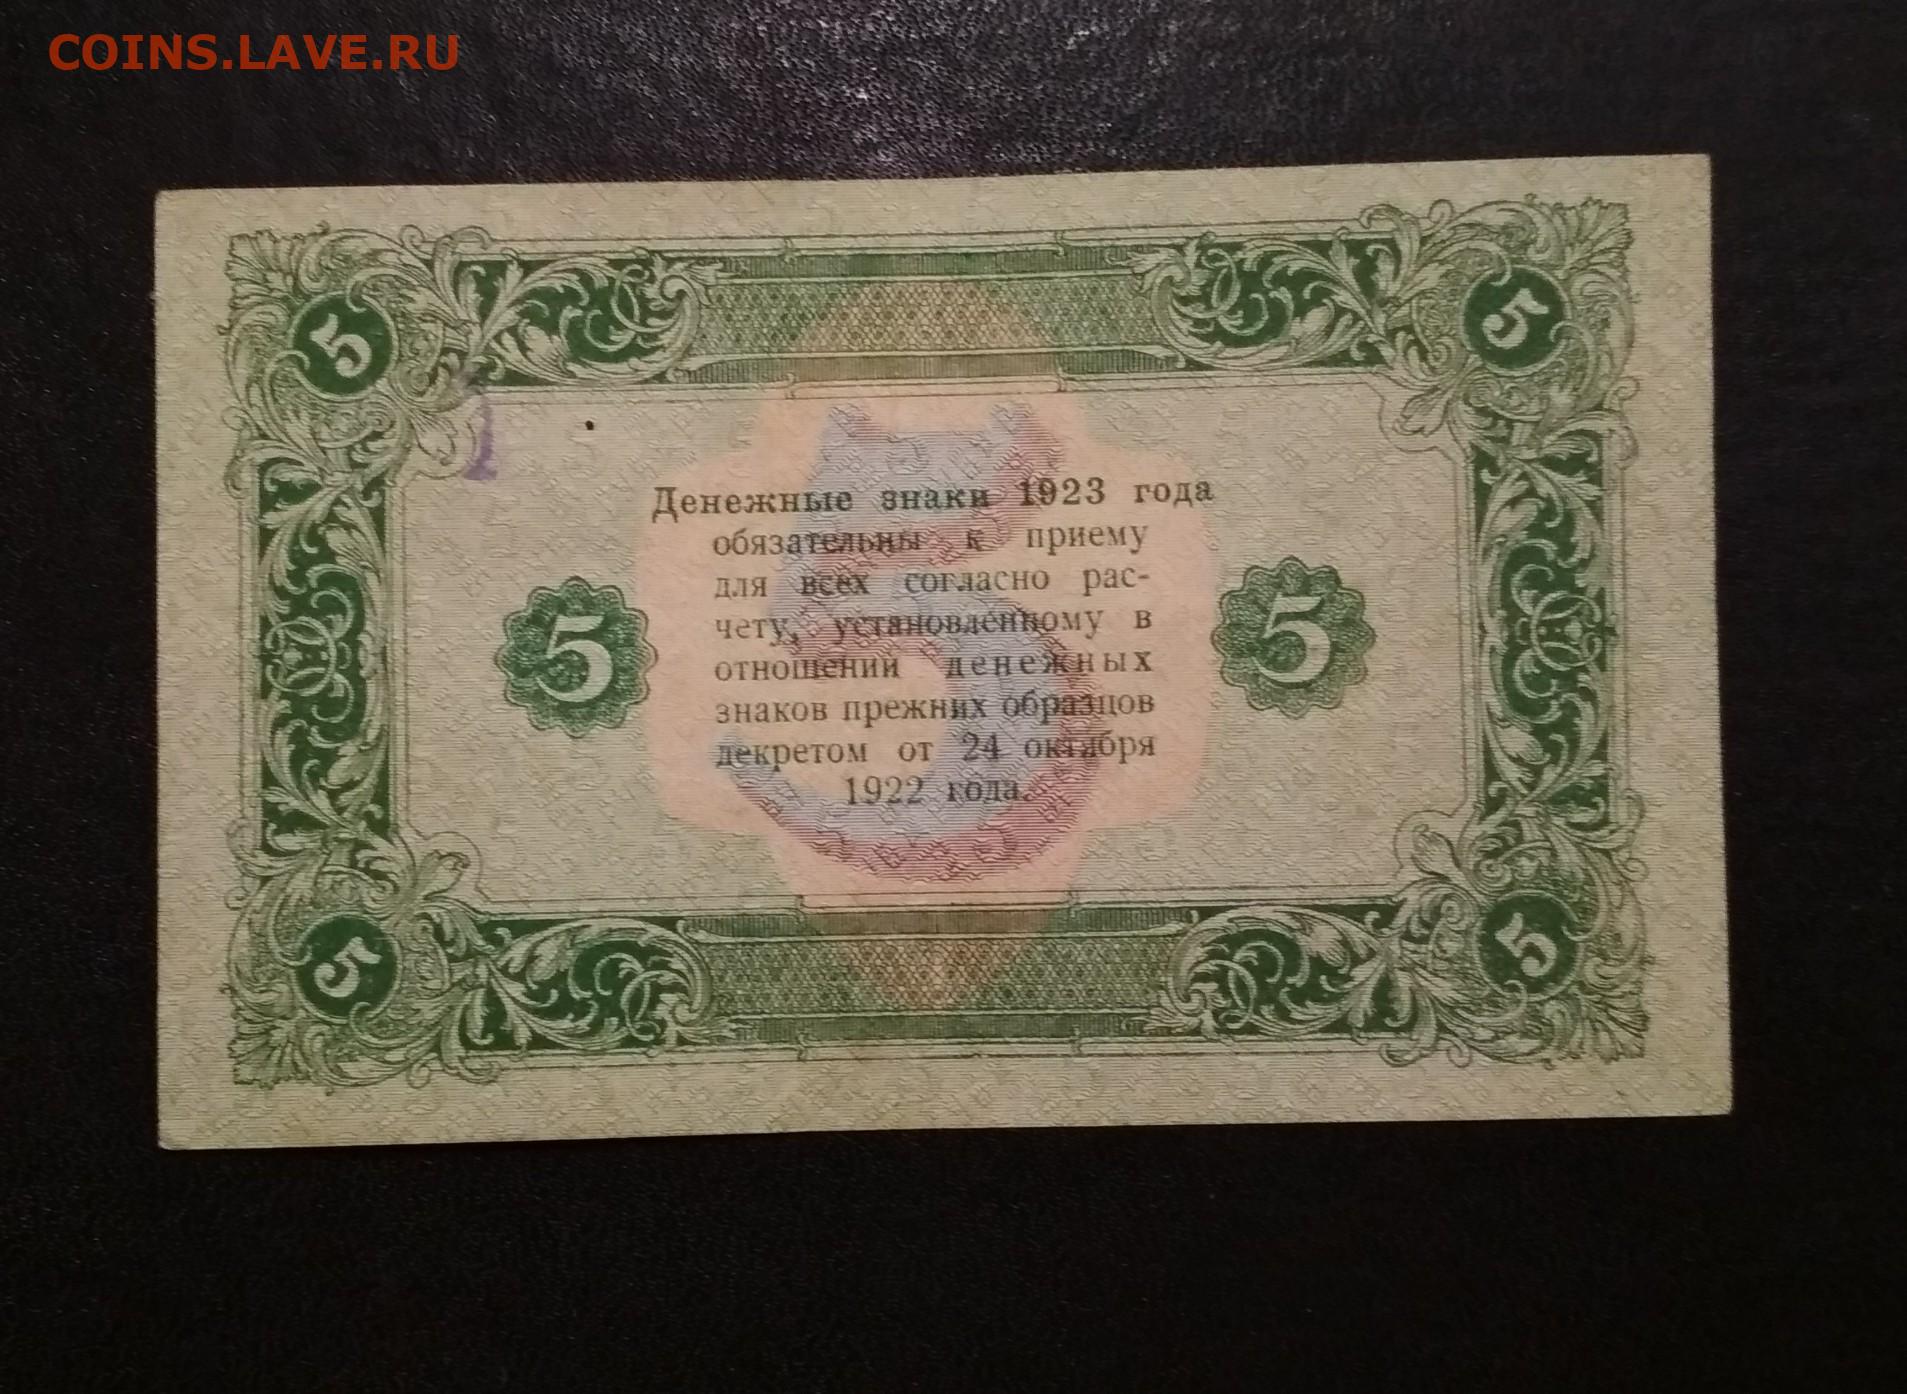 COINS.LAVE.RU
5 5
Денежные знаки 1923 года
обязательны к приему
для всех согласно рас-
чету, установленному в
отношении денежных
знаков прежних образцов
декретом от 24 октября
1922 года.
5 5
5
5 5